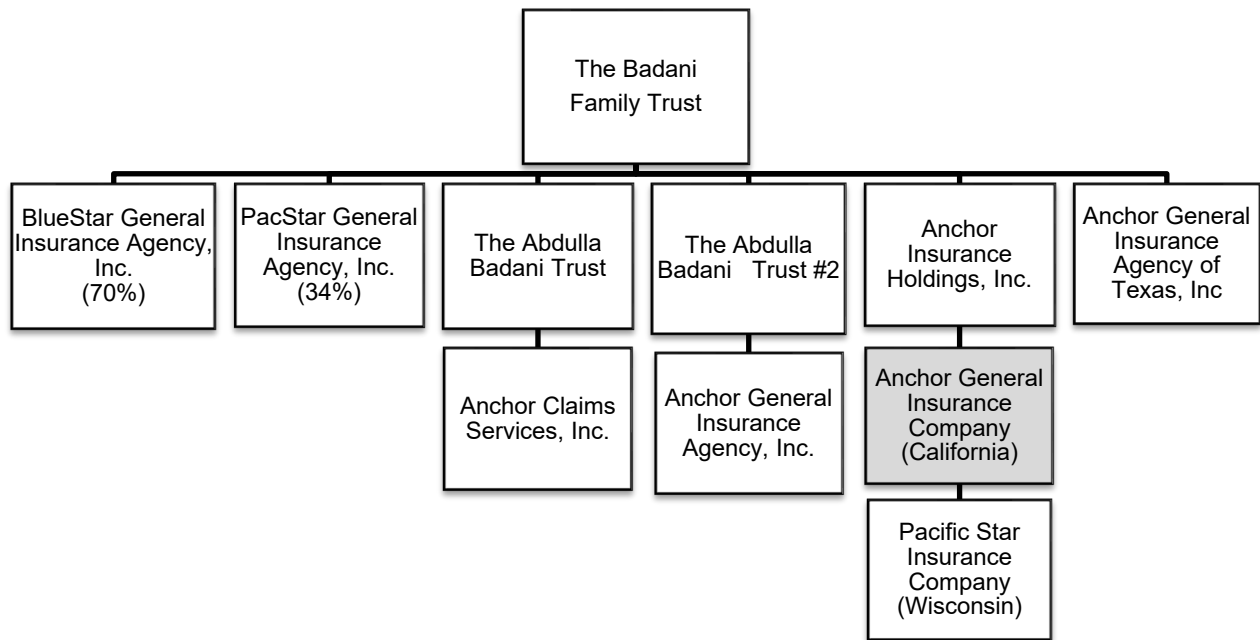 The Badani
Family Trust
BlueStar General
Insurance Agency,
Inc.
(70%)
PacStar General
Insurance
Agency, Inc.
(34%)
The Abdulla
Badani Trust
The Abdulla
Badani Trust #2
Anchor
Insurance
Holdings, Inc.
Anchor General
Insurance
Agency of
Texas, Inc
Anchor Claims
Services, Inc.
Anchor General
Insurance
Agency, Inc.
Anchor General
Insurance
Company
(California)
Pacific Star
Insurance
Company
(Wisconsin)